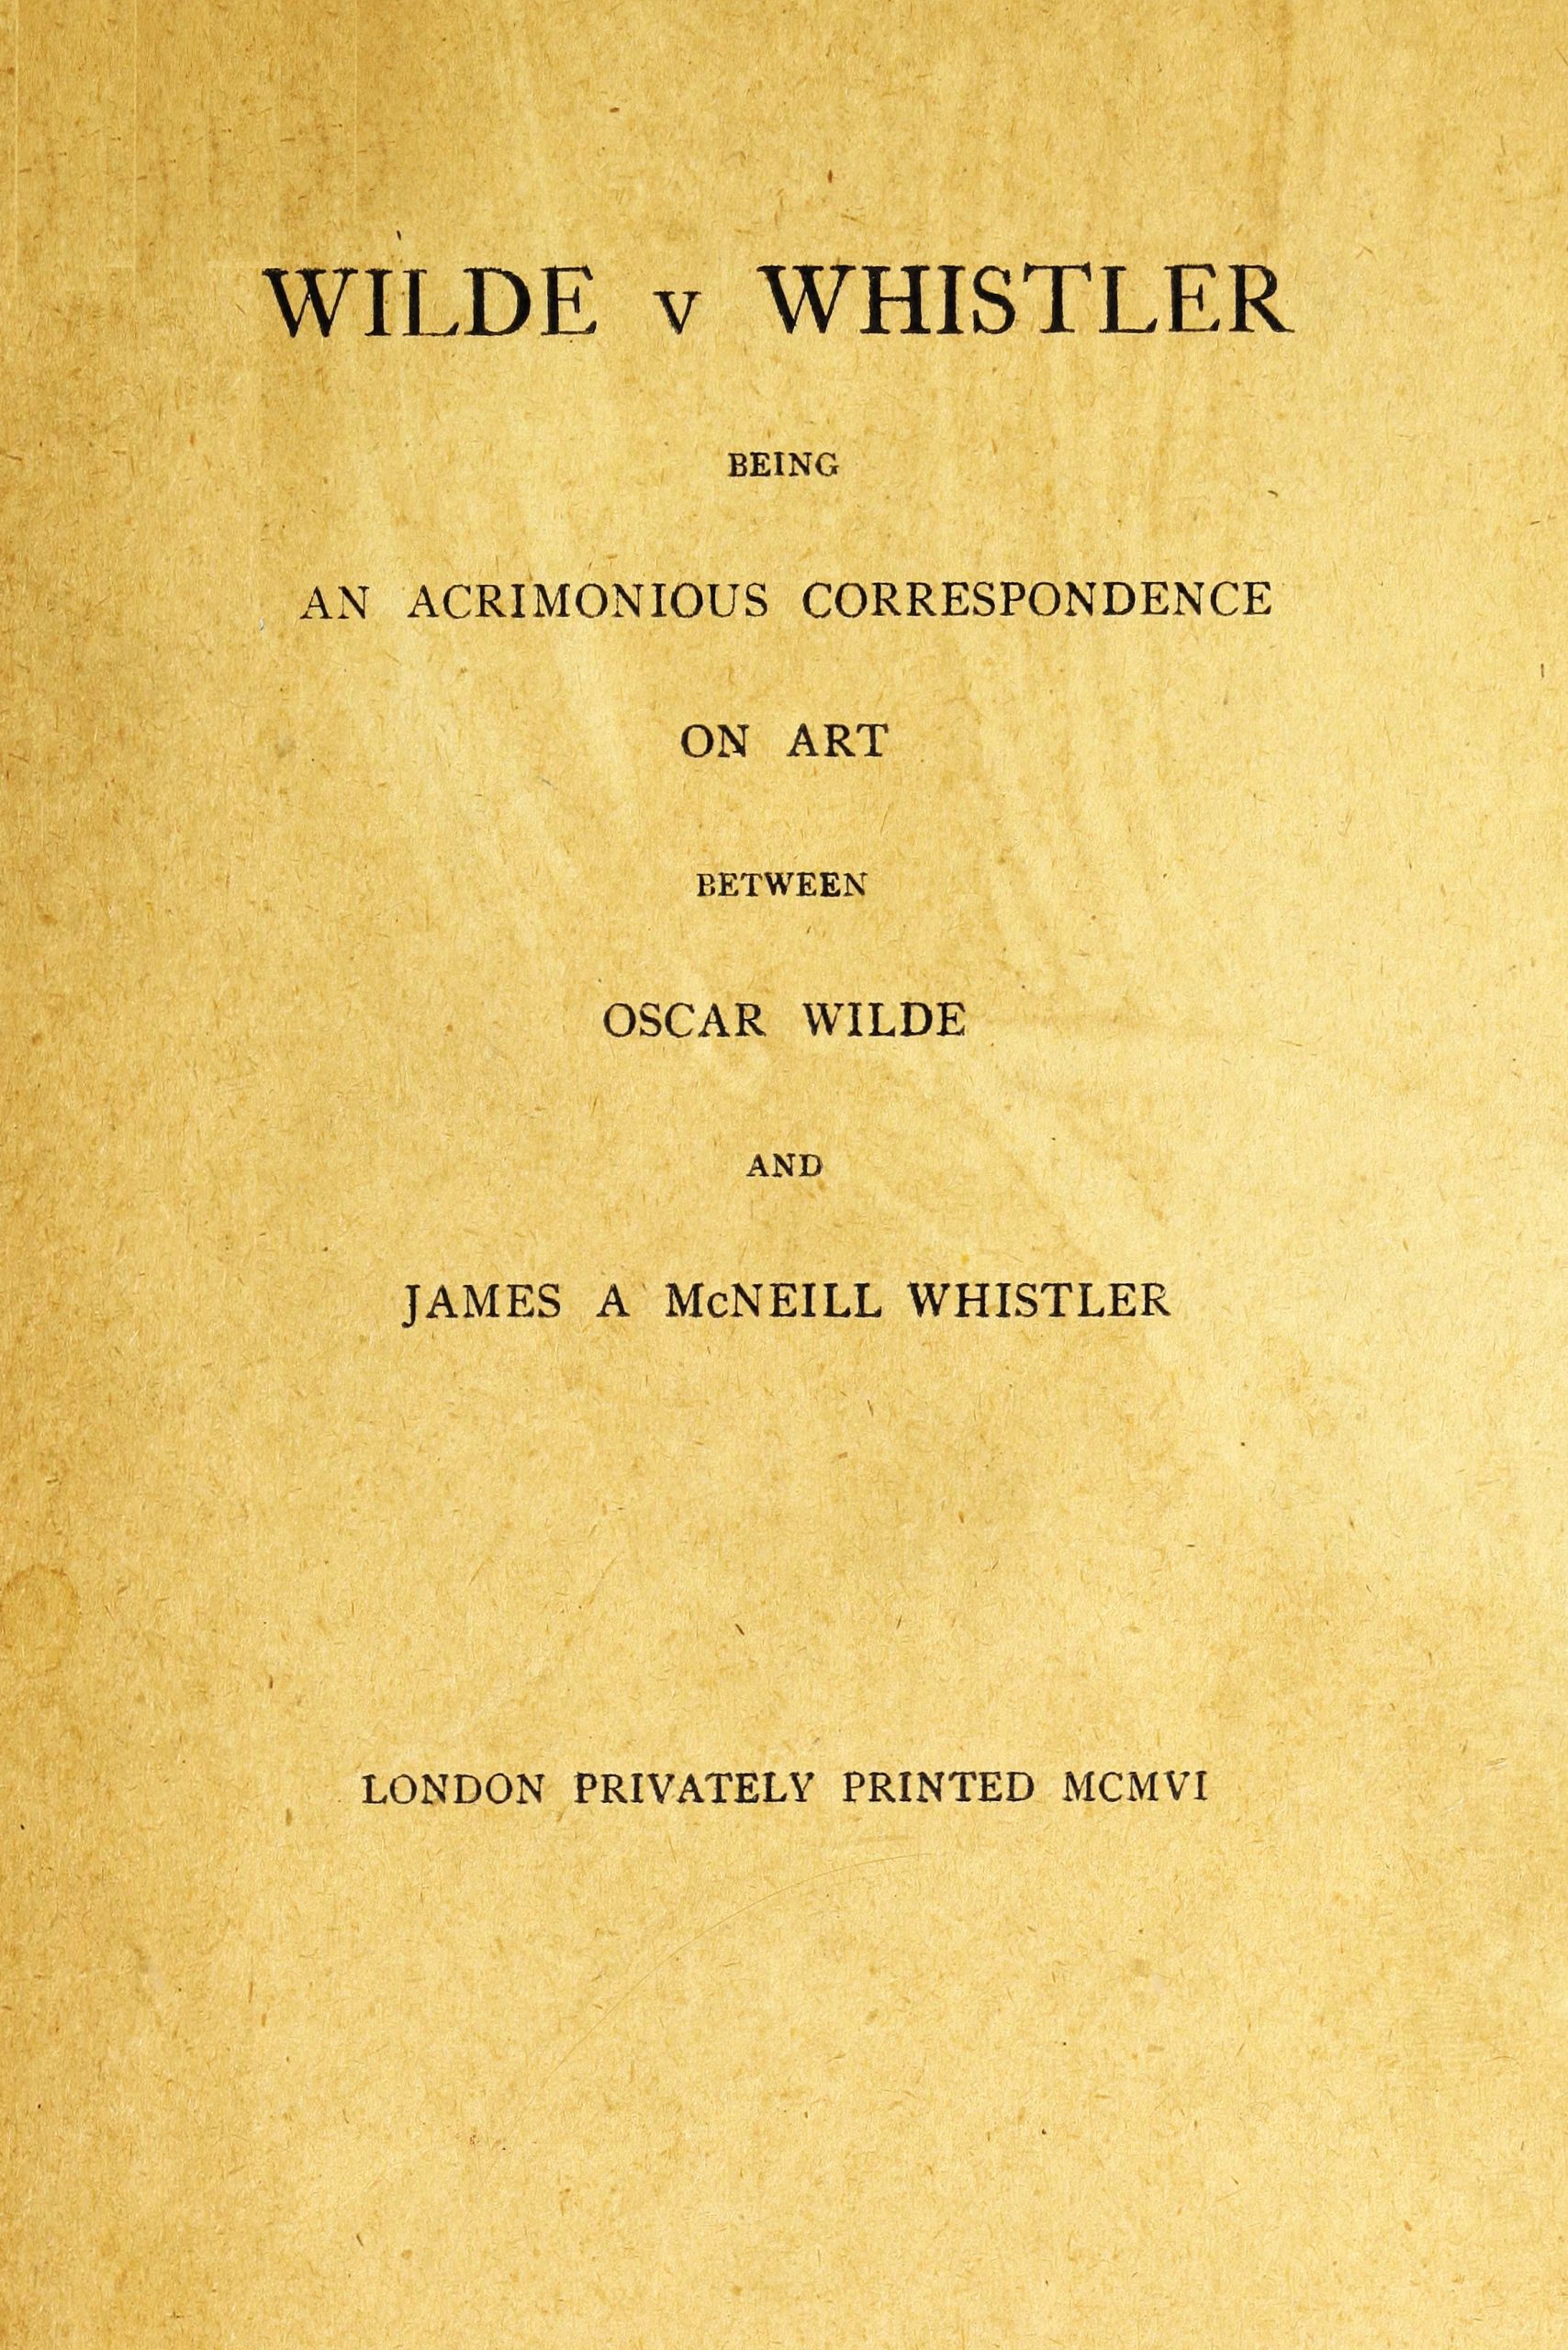 WILDE v WHISTLER
BEING
AN ACRIMONIOUS CORRESPONDENCE
ON ART
BETWEEN
OSCAR WILDE
AND
JAMES A McNEILL WHISTLER
LONDON PRIVATELY PRINTED MCMVI